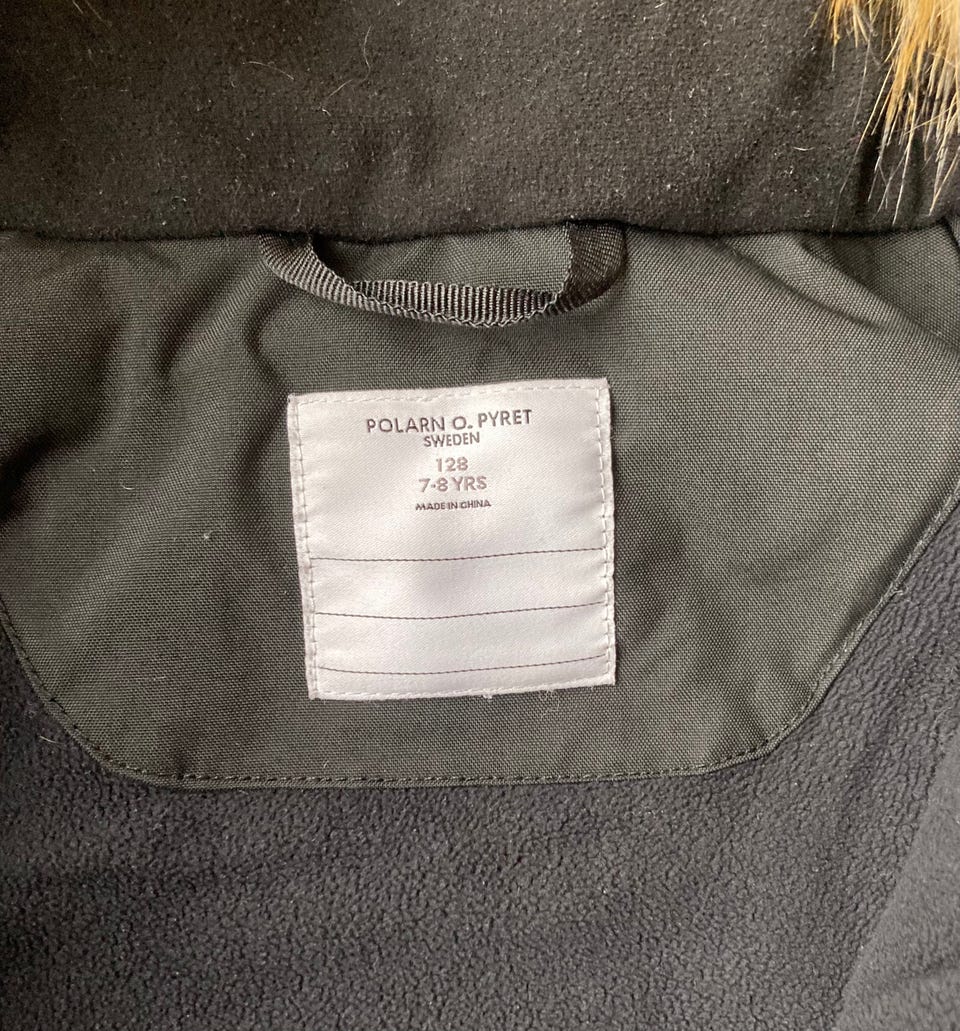 POLARN O. PYRET
SWEDEN
128
7-8 YRS
MADE IN CHINA